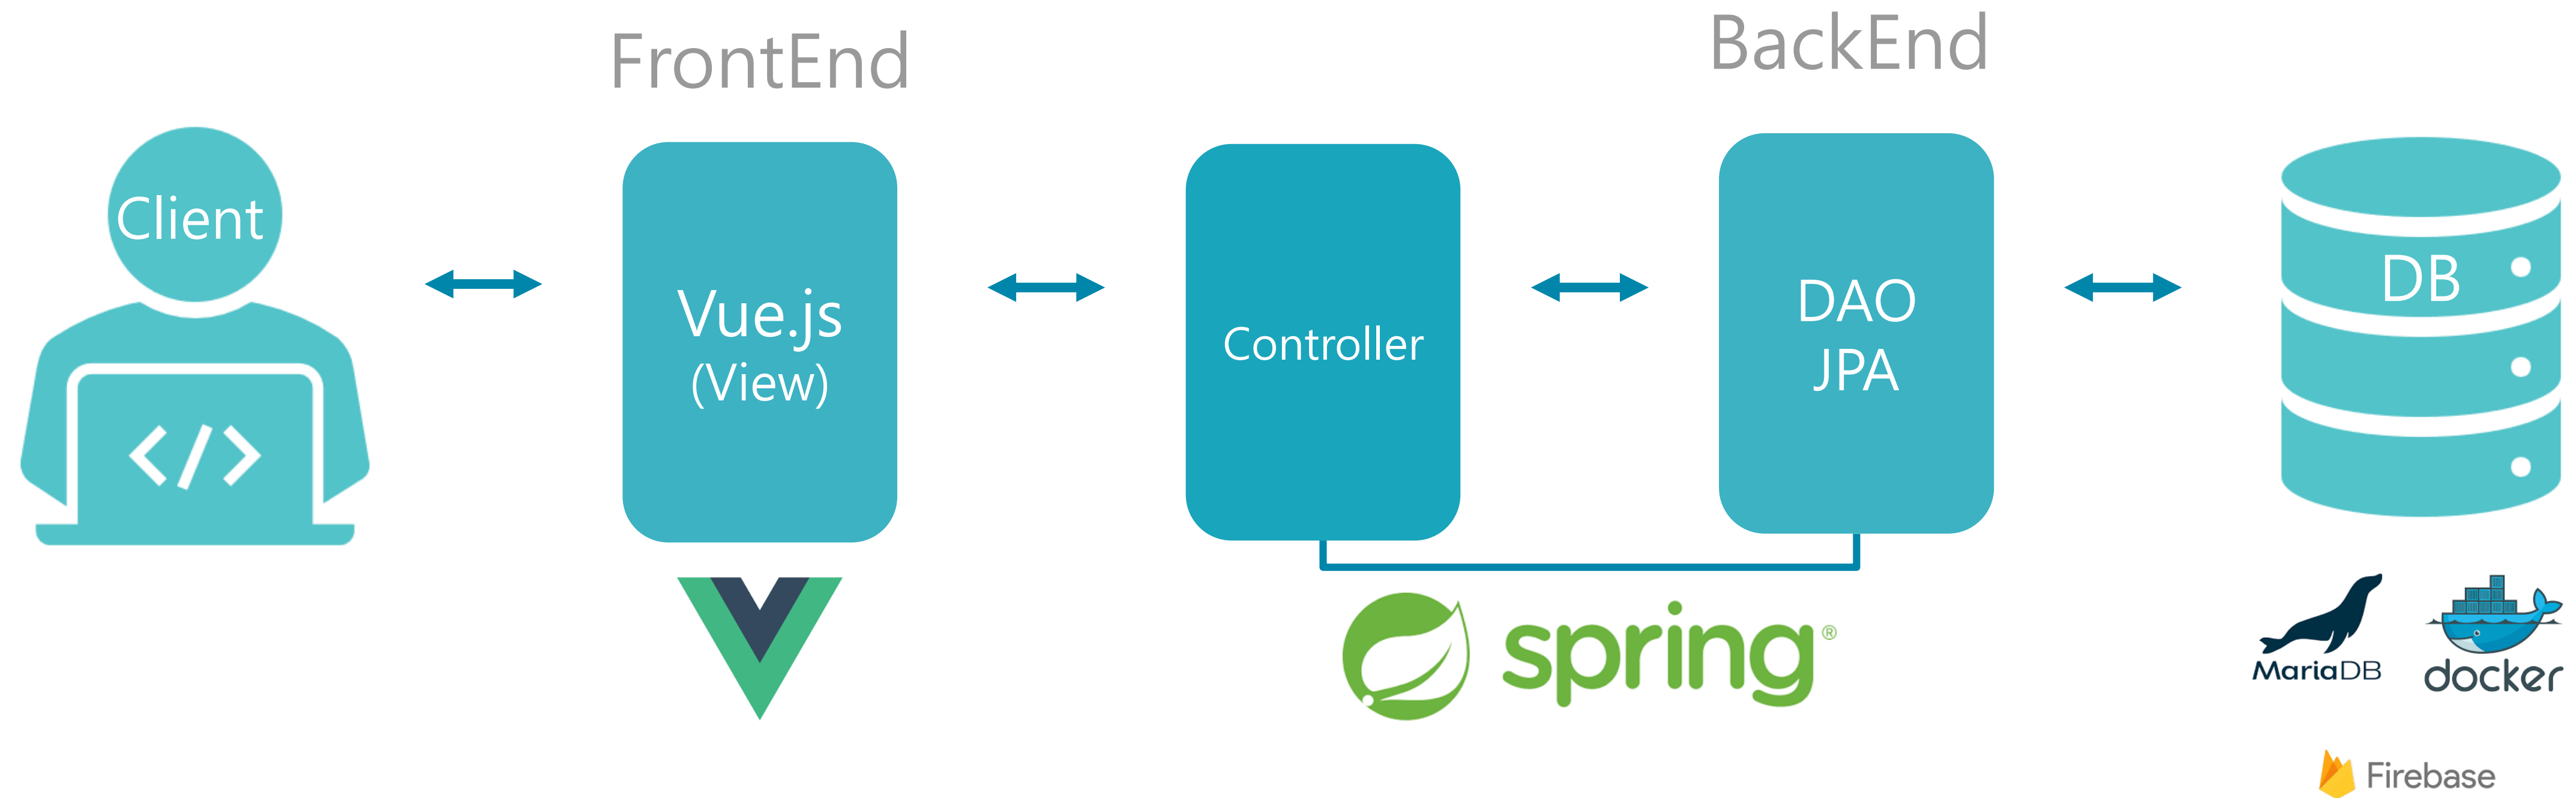 FrontEnd
BackEnd
Client
Vue.js
(View)
Controller
DAO
JPA
DB
</>
spring®
MariaDB
docker
Firebase